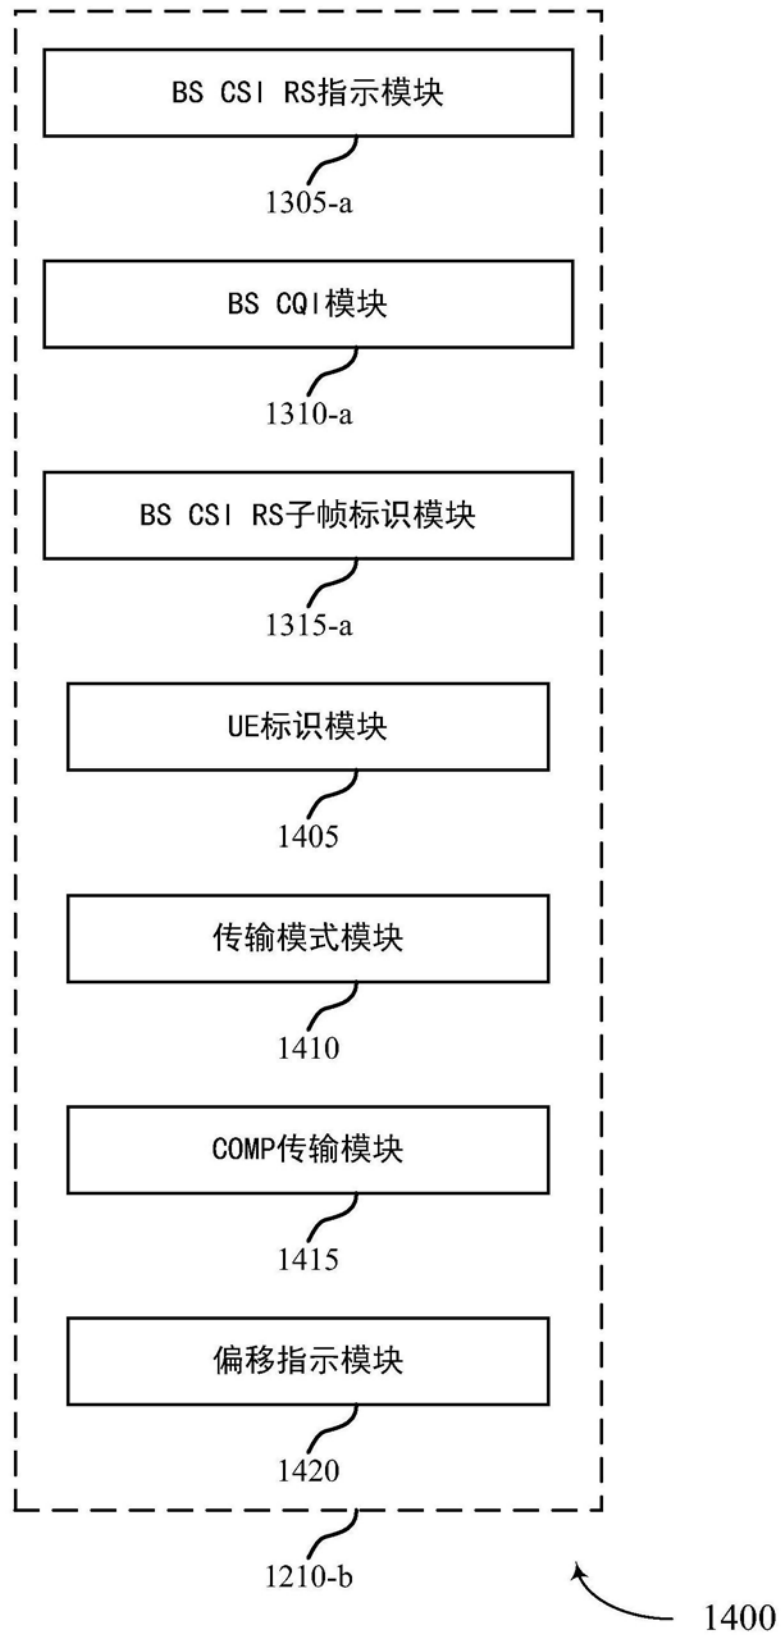 BS CSI RS指示模块
1305-a
BS CQI模块
1310-a
BS CSI RS子帧标识模块
1315-a
UE标识模块
1405
传输模式模块
1410
COMP传输模块
1415
偏移指示模块
1420
1210-b
1400